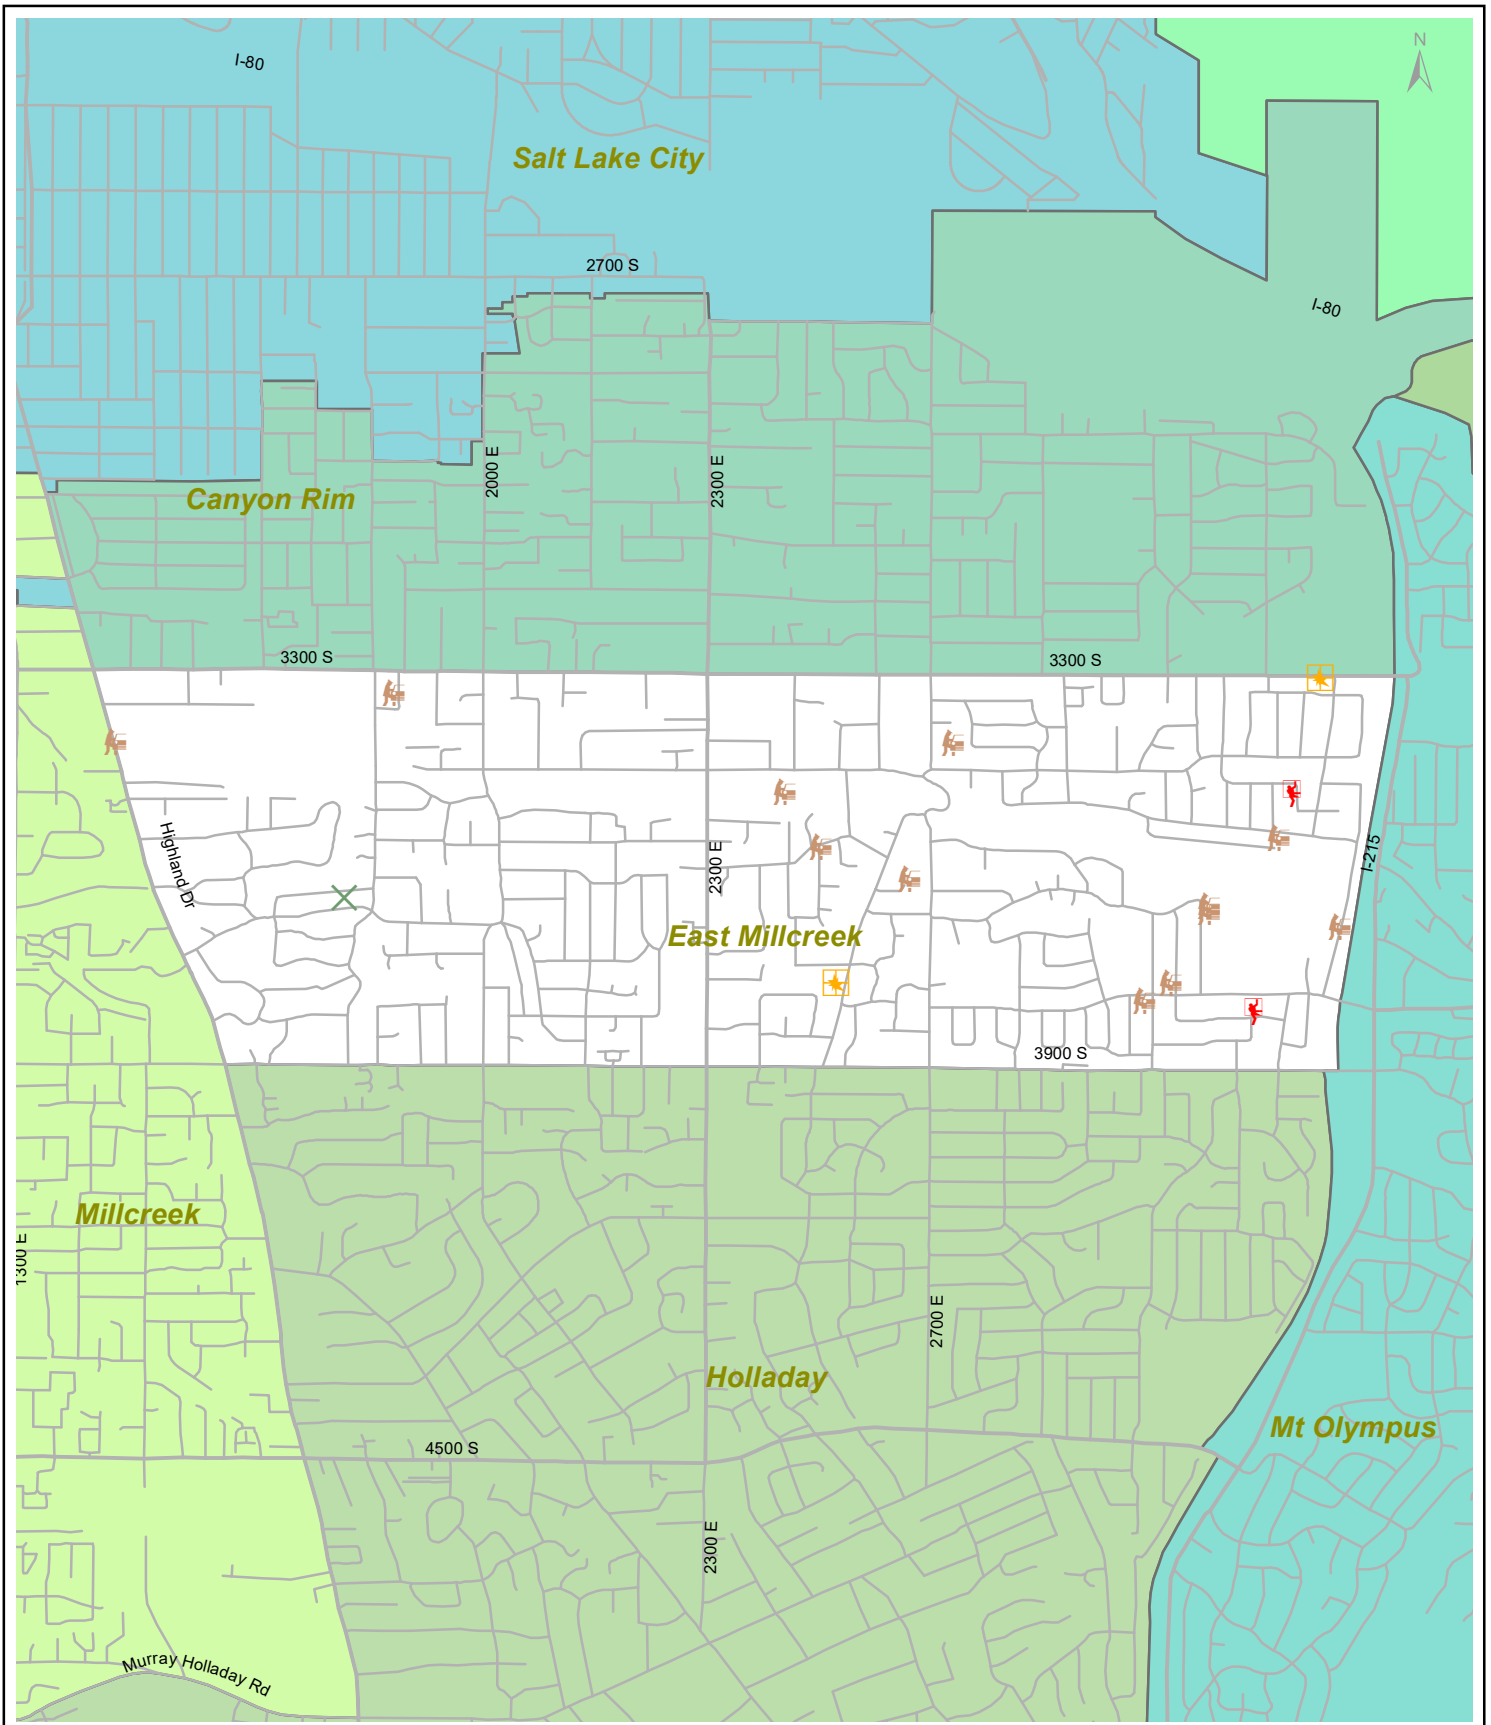 N
I-80
Salt Lake City
2700 S
I-80
2000 E
2300 E
Canyon Rim
3300 S
3300 S
Highland Dr
2300 E
I-215
East Millcreek
3900 S
Millcreek
1300 E
2700 E
Holladay
Mt Olympus
4500 S
2300 E
Murray Holladay Rd